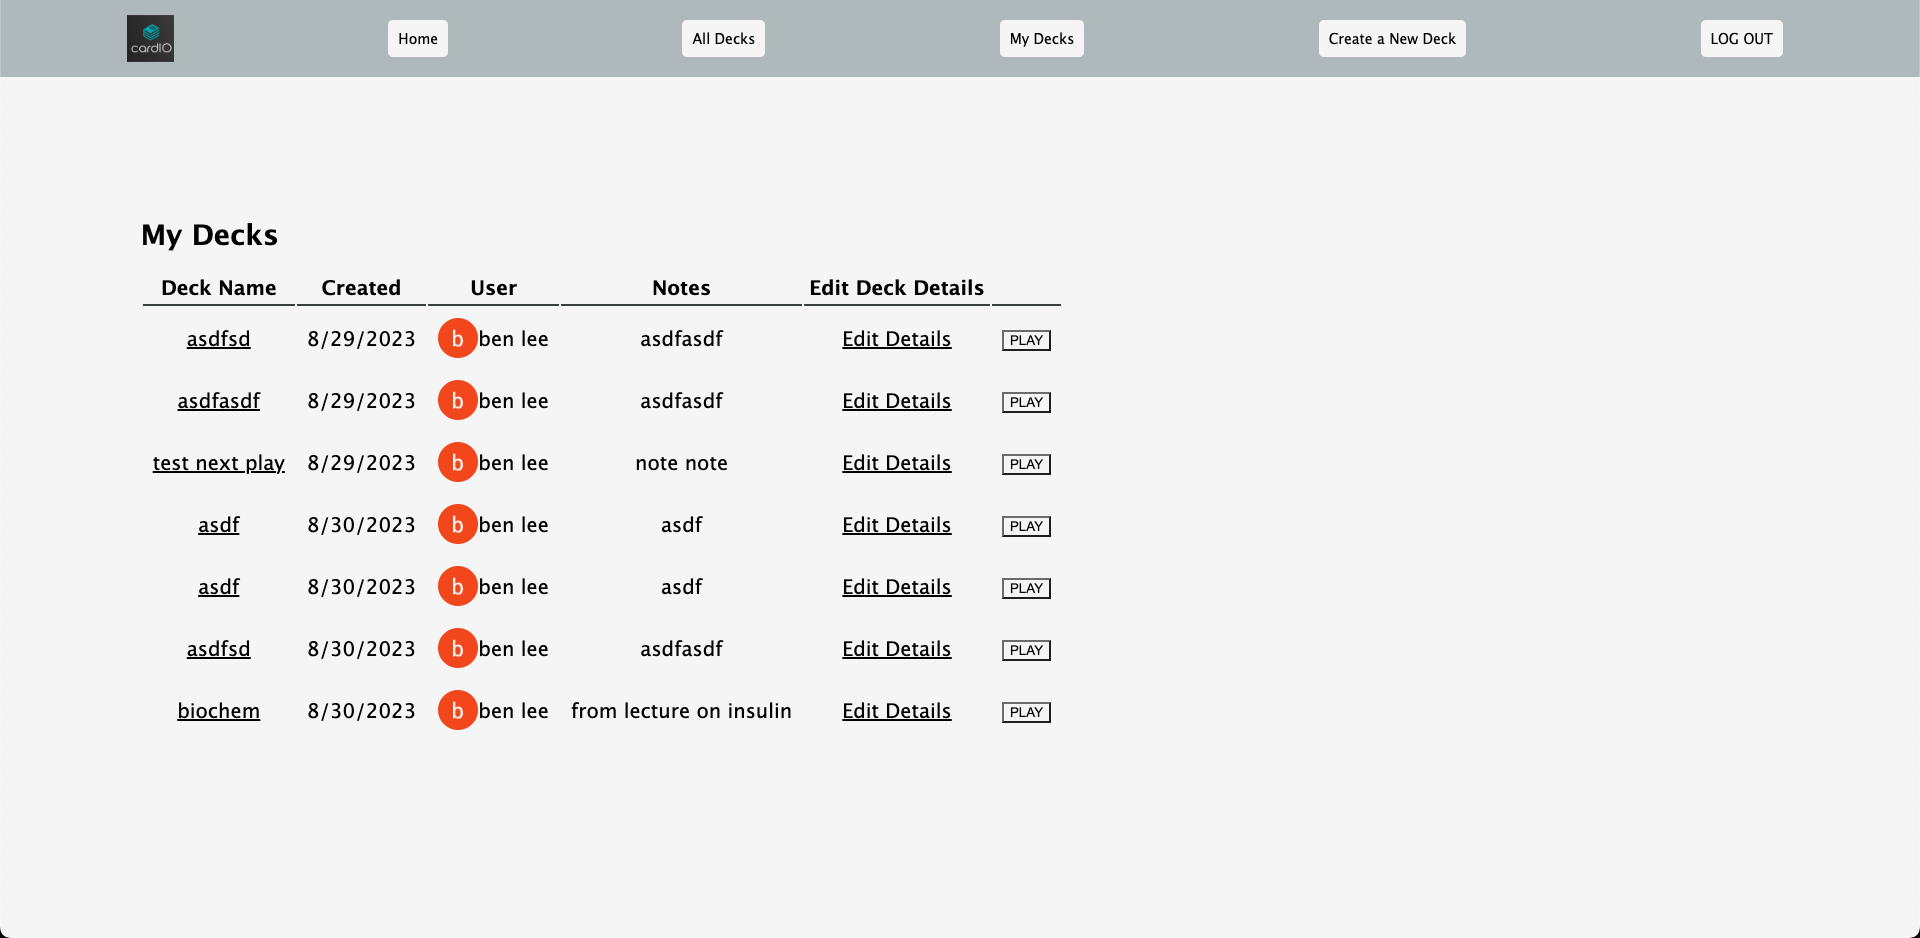 cardIO Home All Decks My Decks Create a New Deck LOG OUT
My Decks
Deck Name Created User Notes Edit Deck Details
asdfsd 8/29/2023 b ben lee asdfasdf Edit Details PLAY
asdfasdf 8/29/2023 b ben lee asdfasdf Edit Details PLAY
test next play 8/29/2023 b ben lee note note Edit Details PLAY
asdf 8/30/2023 b ben lee asdf Edit Details PLAY
asdf 8/30/2023 b ben lee asdf Edit Details PLAY
asdfsd 8/30/2023 b ben lee asdfasdf Edit Details PLAY
biochem 8/30/2023 b ben lee from lecture on insulin Edit Details PLAY